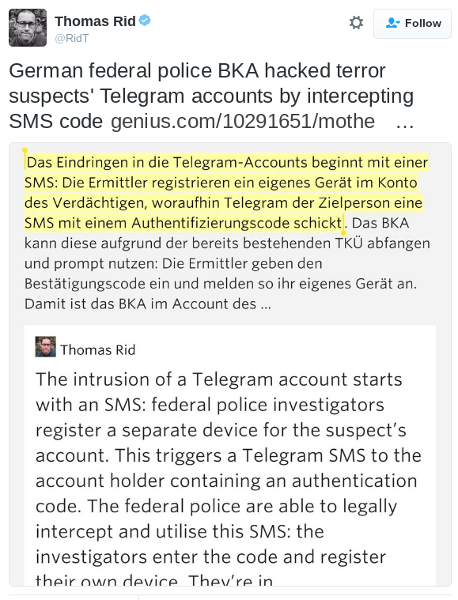 Thomas Rid
@RidT
Follow
German federal police BKA hacked terror
suspects' Telegram accounts by intercepting
SMS code genius.com/10291651/mothe …
Das Eindringen in die Telegram-Accounts beginnt mit einer
SMS: Die Ermittler registrieren ein eigenes Gerät im Konto
des Verdächtigen, woraufhin Telegram der Zielperson eine
SMS mit einem Authentifizierungscode schickt. Das BKA
kann diese aufgrund der bereits bestehenden TKÜ abfangen
und prompt nutzen: Die Ermittler geben den
Bestätigungscode ein und melden so ihr eigenes Gerät an.
Damit ist das BKA im Account des ...
Thomas Rid
The intrusion of a Telegram account starts
with an SMS: federal police investigators
register a separate device for the suspect's
account. This triggers a Telegram SMS to the
account holder containing an authentication
code. The federal police are able to legally
intercept and utilise this SMS: the
investigators enter the code and register
their own device. They're in